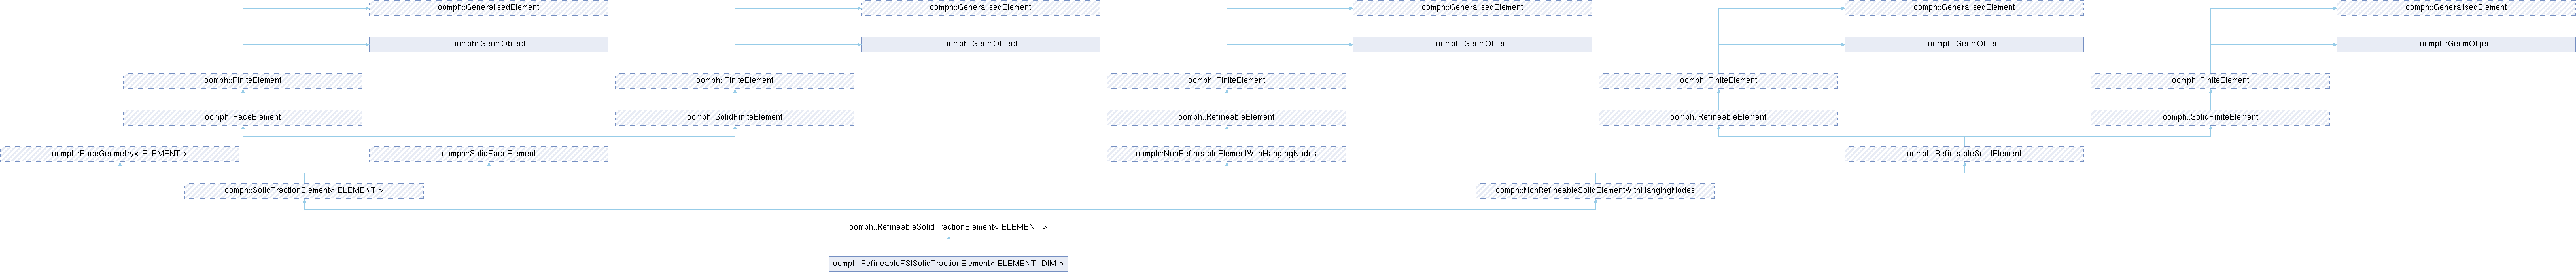 oomph::GeneralisedElement
oomph::GeneralisedElement
oomph::GeneralisedElement
oomph::GeneralisedElement
oomph::GeneralisedElement
oomph::GeomObject
oomph::GeomObject
oomph::GeomObject
oomph::GeomObject
oomph::GeomObject
oomph::FiniteElement
oomph::FiniteElement
oomph::FiniteElement
oomph::FiniteElement
oomph::FiniteElement
oomph::FaceElement
oomph::SolidFiniteElement
oomph::RefineableElement
oomph::RefineableElement
oomph::SolidFiniteElement
oomph::FaceGeometry< ELEMENT >
oomph::SolidFaceElement
oomph::NonRefineableElementWithHangingNodes
oomph::RefineableSolidElement
oomph::SolidTractionElement< ELEMENT >
oomph::NonRefineableSolidElementWithHangingNodes
oomph::RefineableSolidTractionElement< ELEMENT >
oomph::RefineableFSISolidTractionElement< ELEMENT, DIM >